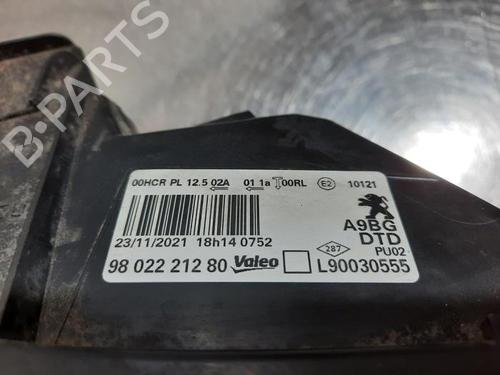 B-PARTS
00HCR PL 12.5 02A 01 1a 00RL E2 10121
A9BG
DTD
PU02
23/11/2021 18h14 0752
287
98 022 212 80 Valeo L90030555